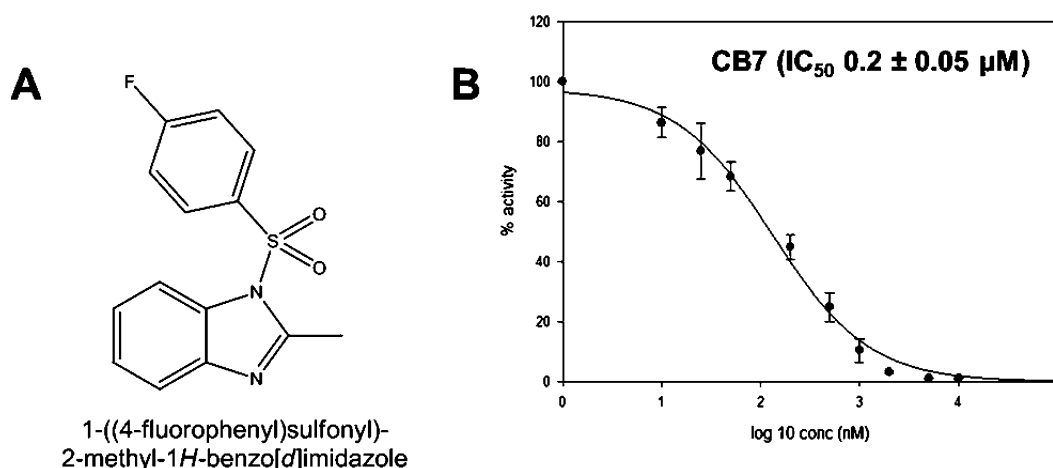 A
F
S
O
O
N
N
1-((4-fluorophenyl)sulfonyl)-
2-methyl-1H-benzo[d]imidazole
B
CB7 (IC50 0.2 ± 0.05 µM)
120
100
80
60
40
20
0
% activity
0 1 2 3 4
log 10 conc (nM)